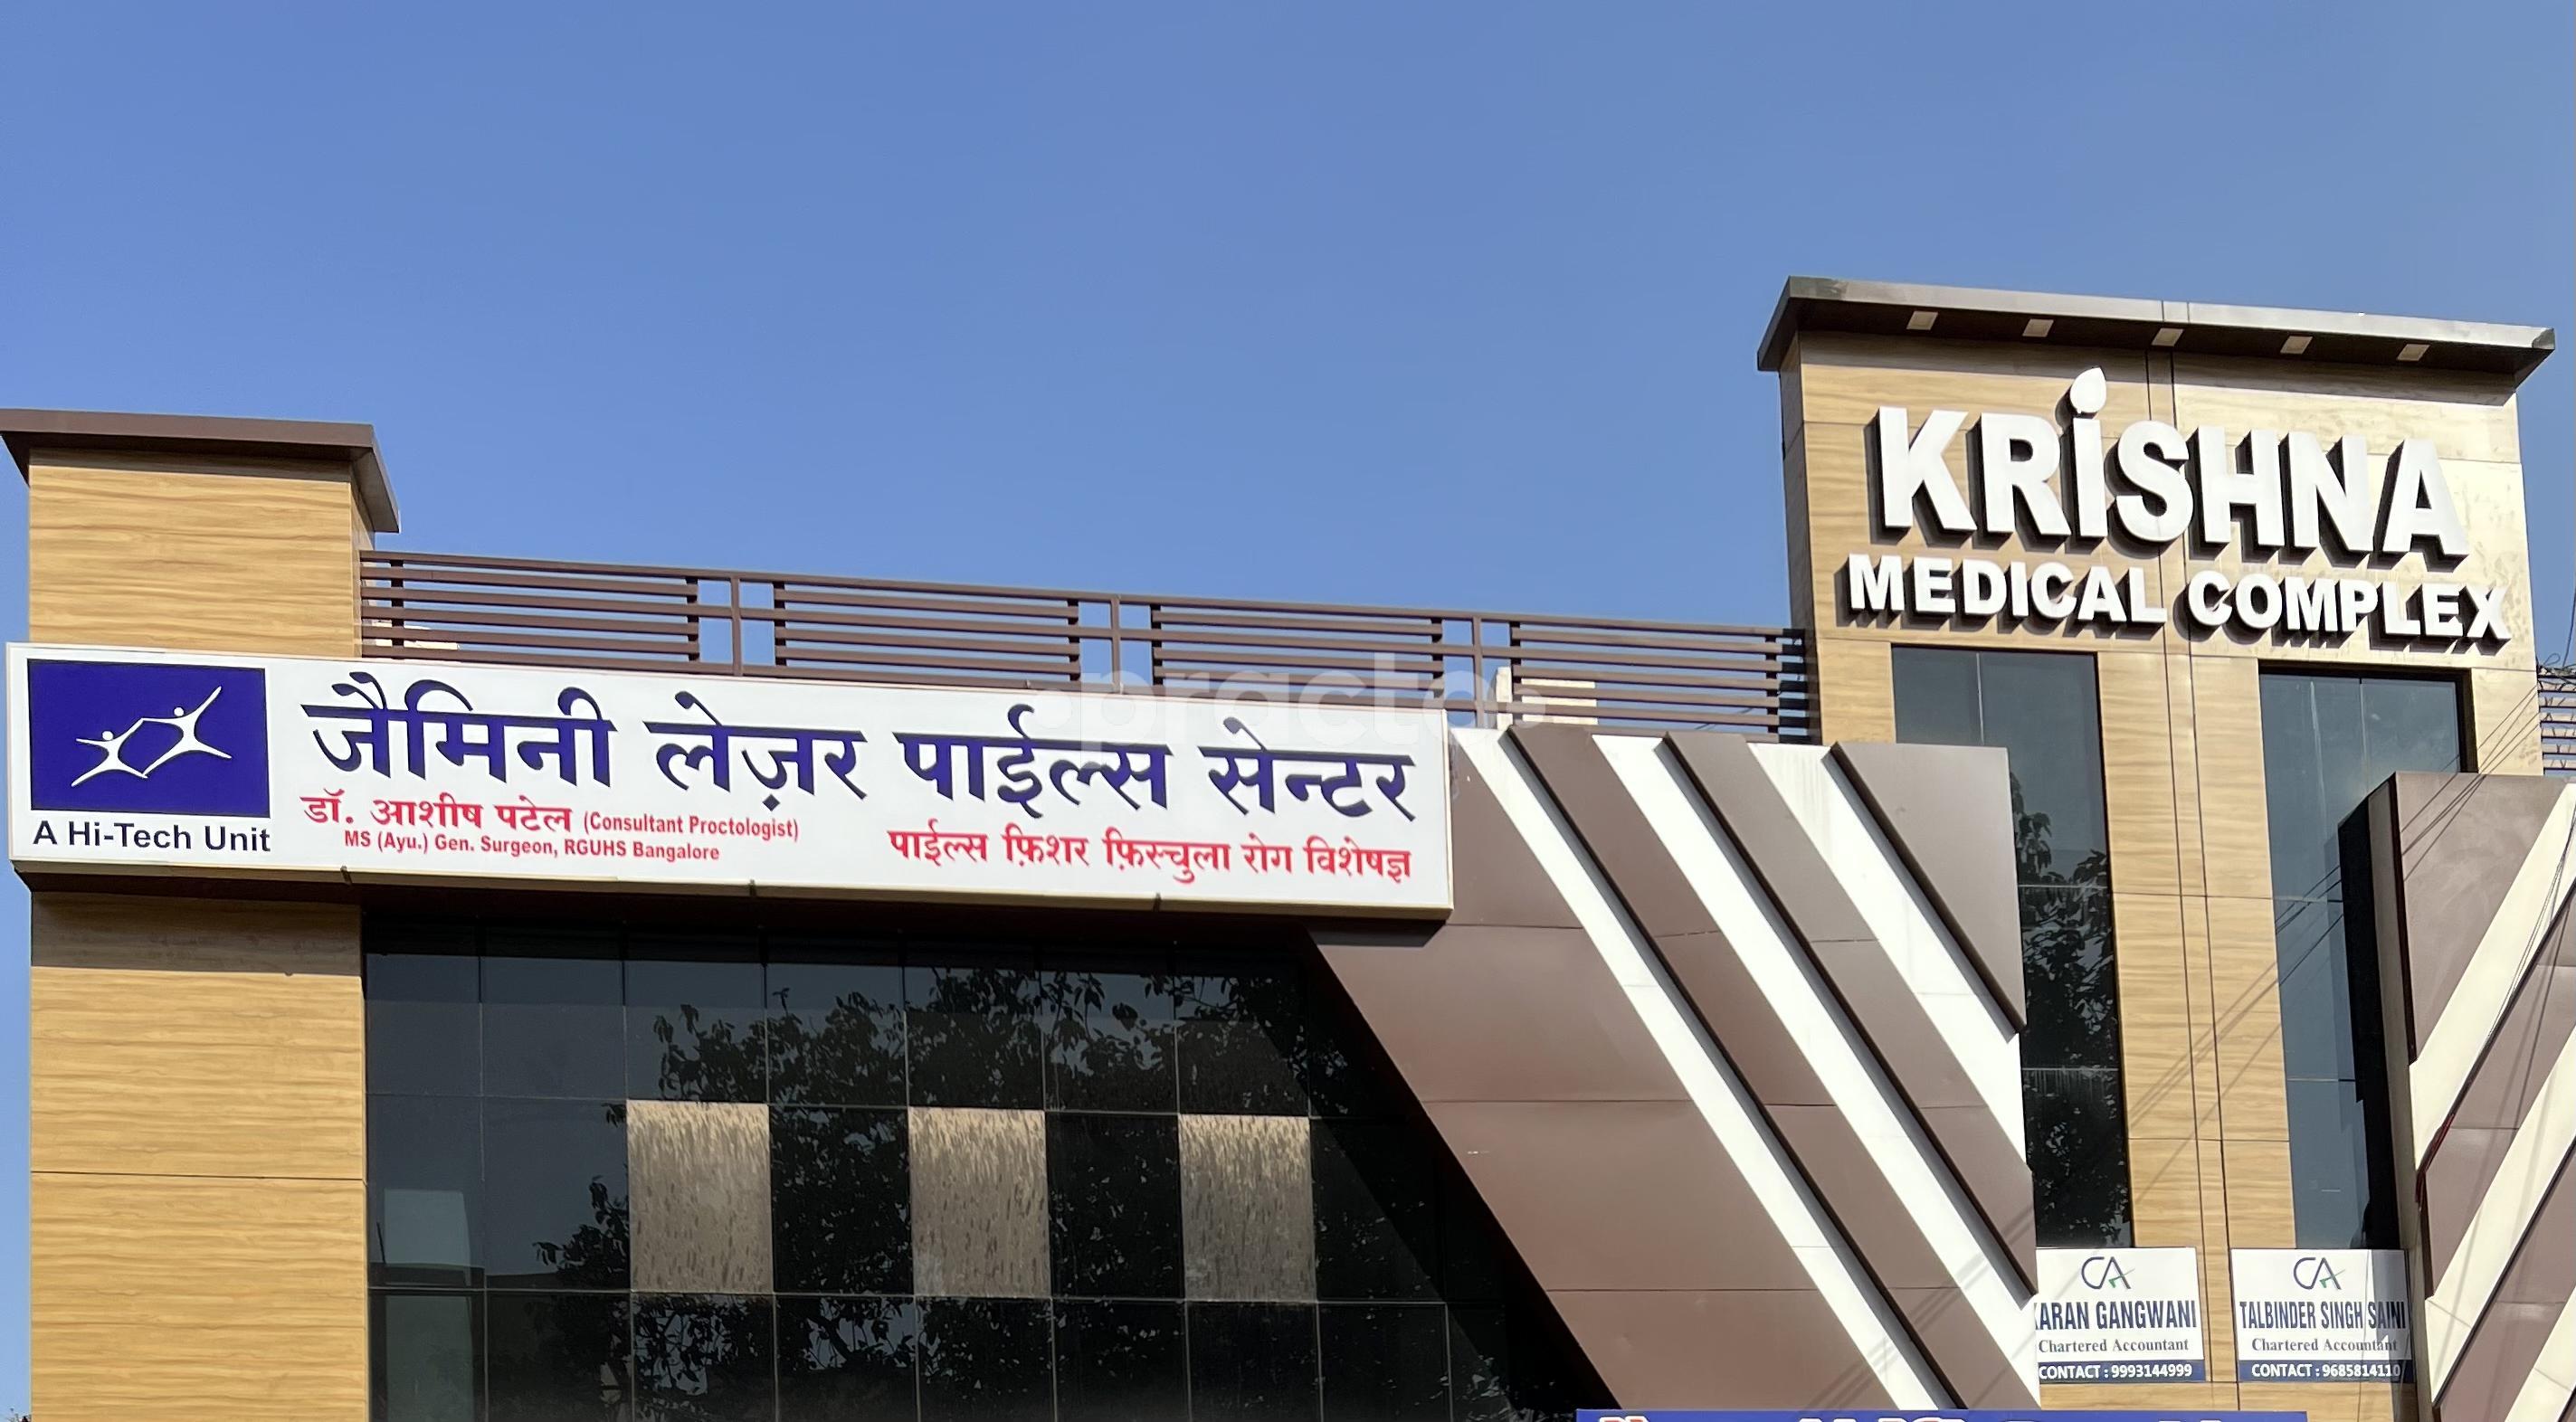 KRiSHNA
MEDICAL COMPLEX
जैमिनी लेज़र पाईल्स सेन्टर
A Hi-Tech Unit
डॉ. आशीष पटेल (Consultant Proctologist)
MS (Ayu.) Gen. Surgeon, RGUHS Bangalore
पाईल्स फ़िशर फ़िस्चुला रोग विशेषज्ञ
practo
CA
GANGWANI
Chartered Accountant
CONTACT : 9993144999
CA
TALBINDER SINGH SAINI
Chartered Accountant
CONTACT : 9685814110